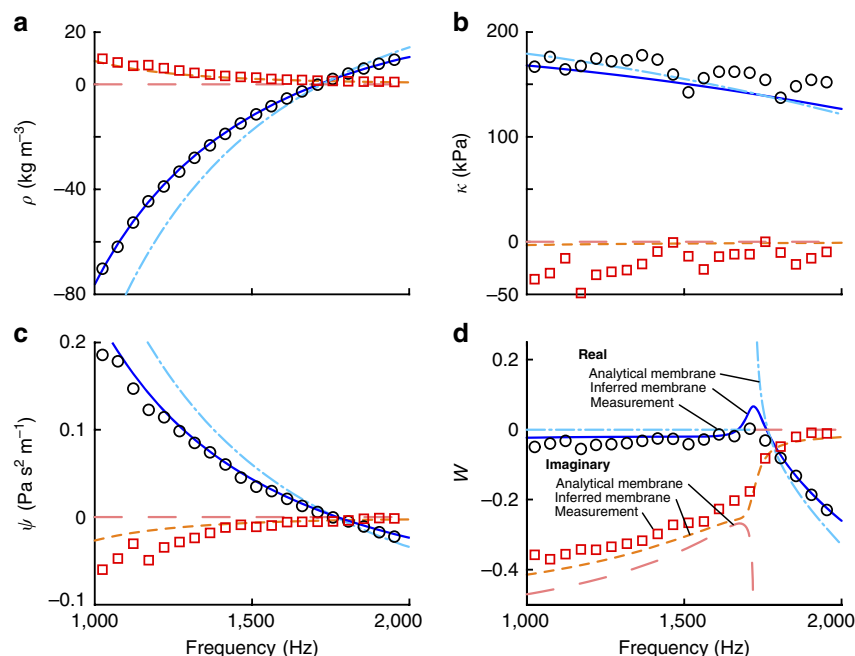 a
20
0
−40
−80
ρ (kg m−3)
b
200
100
0
−50
κ (kPa)
c
0.2
0.1
0
−0.1
ψ (Pa s2 m−1)
1,000
1,500
2,000
Frequency (Hz)
d
0.2
0
−0.2
−0.4
W
Real
Analytical membrane
Inferred membrane
Measurement
Imaginary
Analytical membrane
Inferred membrane
Measurement
1,000
1,500
2,000
Frequency (Hz)